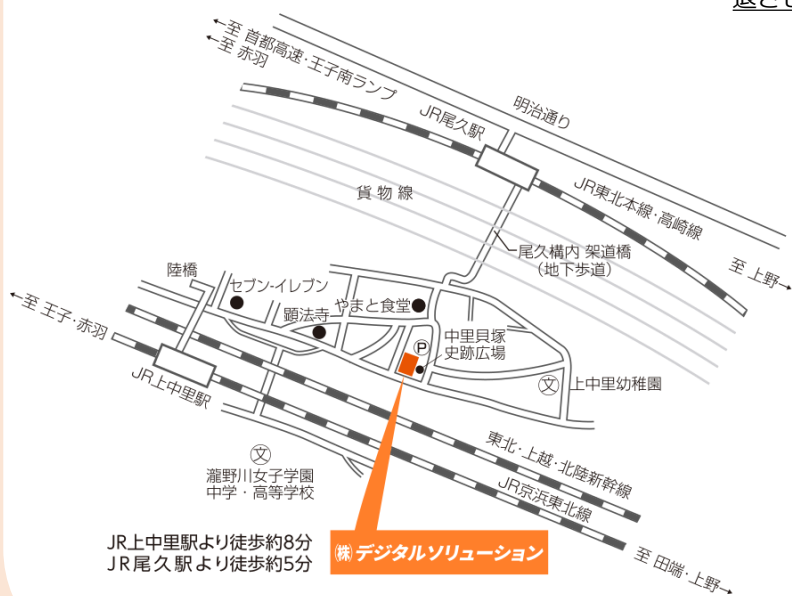 ←至 首都高速・王子南ランプ
←至 赤羽
明治通り
JR尾久駅
JR東北本線・高崎線
貨物線
尾久構内 架道橋
(地下歩道)
至 上野→
陸橋
セブン-イレブン
やまと食堂
顕法寺
←至 王子・赤羽
P
中里貝塚
史跡広場
JR上中里駅
文
上中里幼稚園
東北・上越・北陸新幹線
文
瀧野川女子学園
中学・高等学校
JR京浜東北線
JR上中里駅より徒歩約8分
JR尾久駅より徒歩約5分
㈱デジタルソリューション
至 田端・上野→